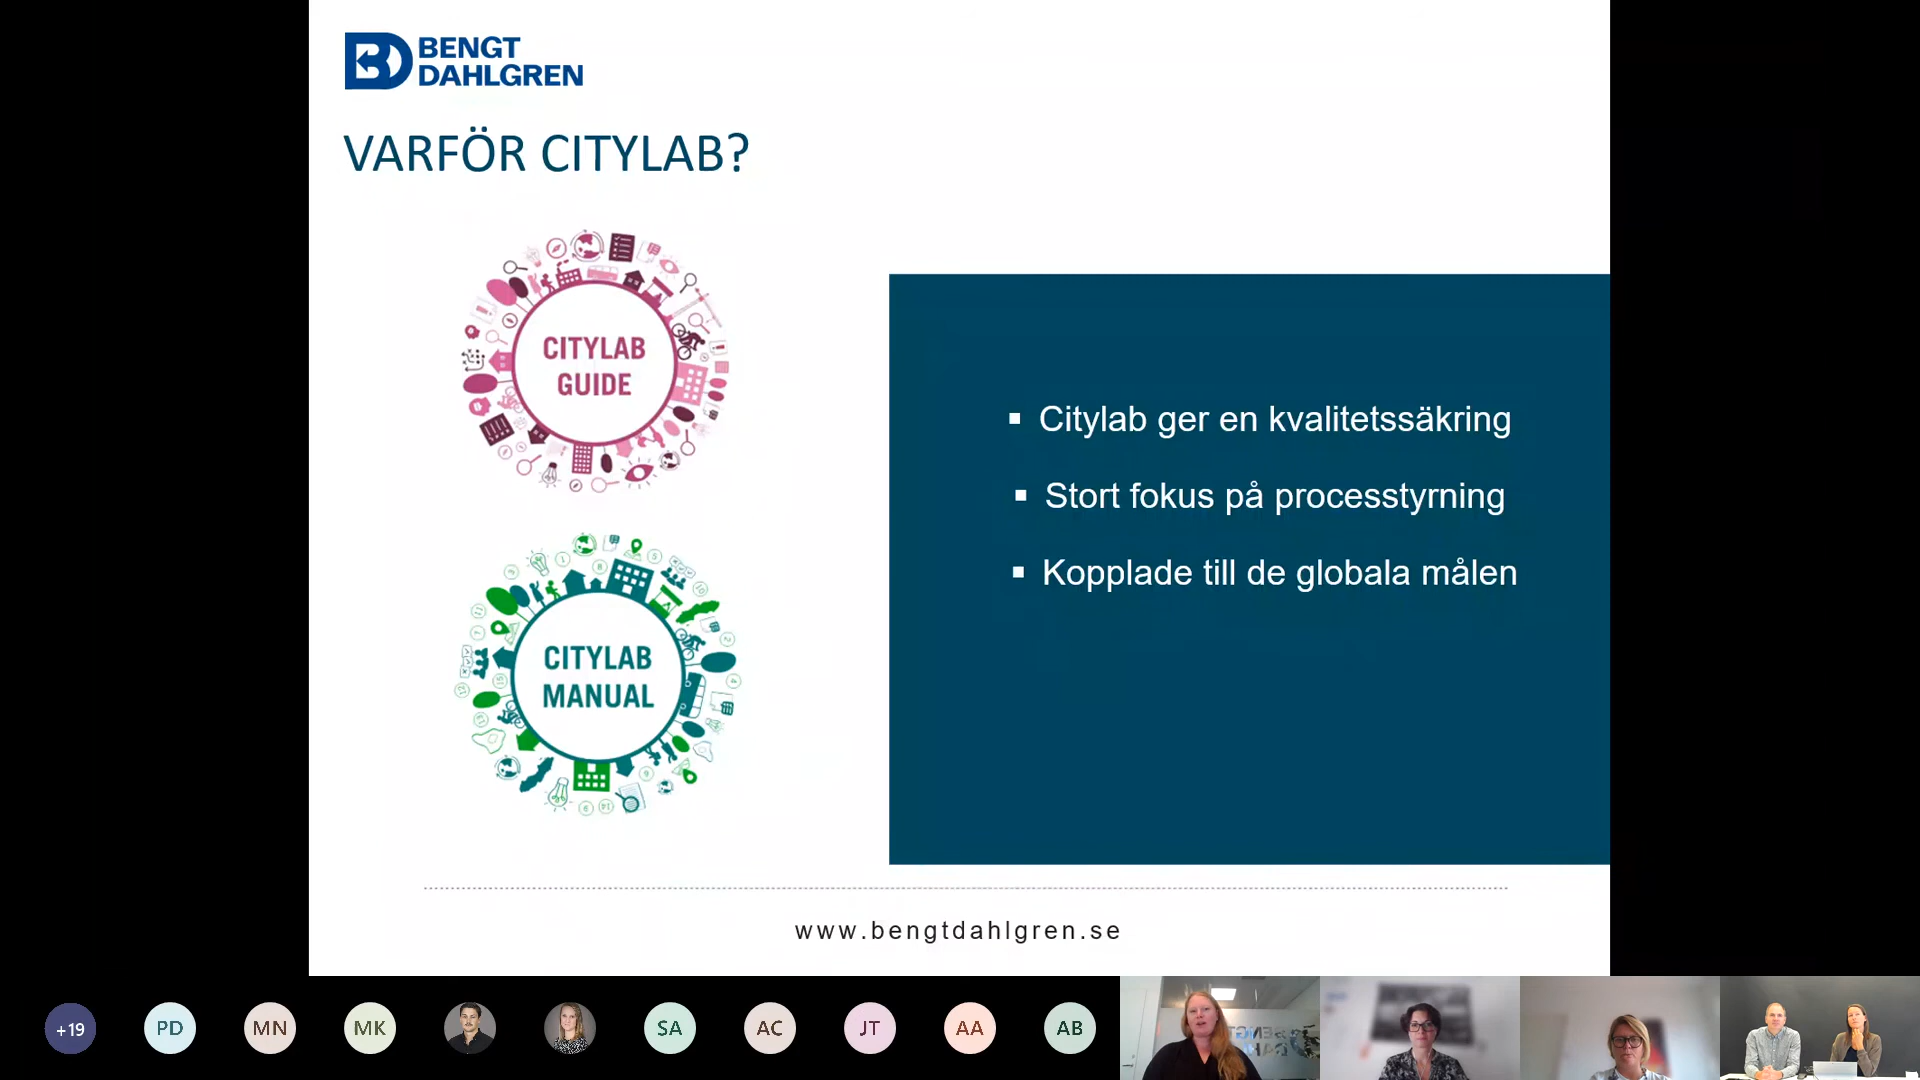 BENGT
DAHLGREN
VARFÖR CITYLAB?
CITYLAB
GUIDE
▪ Citylab ger en kvalitetssäkring
▪ Stort fokus på processtyrning
▪ Kopplade till de globala målen
CITYLAB
MANUAL
www.bengtdahlgren.se
+19
PD
MN
MK
SA
AC
JT
AA
AB